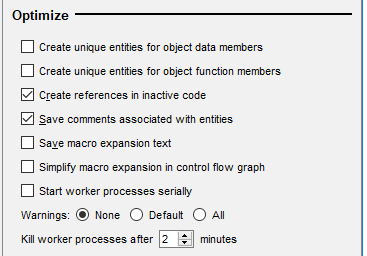 Optimize
Create unique entities for object data members
Create unique entities for object function members
Create references in inactive code
Save comments associated with entities
Save macro expansion text
Simplify macro expansion in control flow graph
Start worker processes serially
Warnings: None Default All
Kill worker processes after 2 minutes